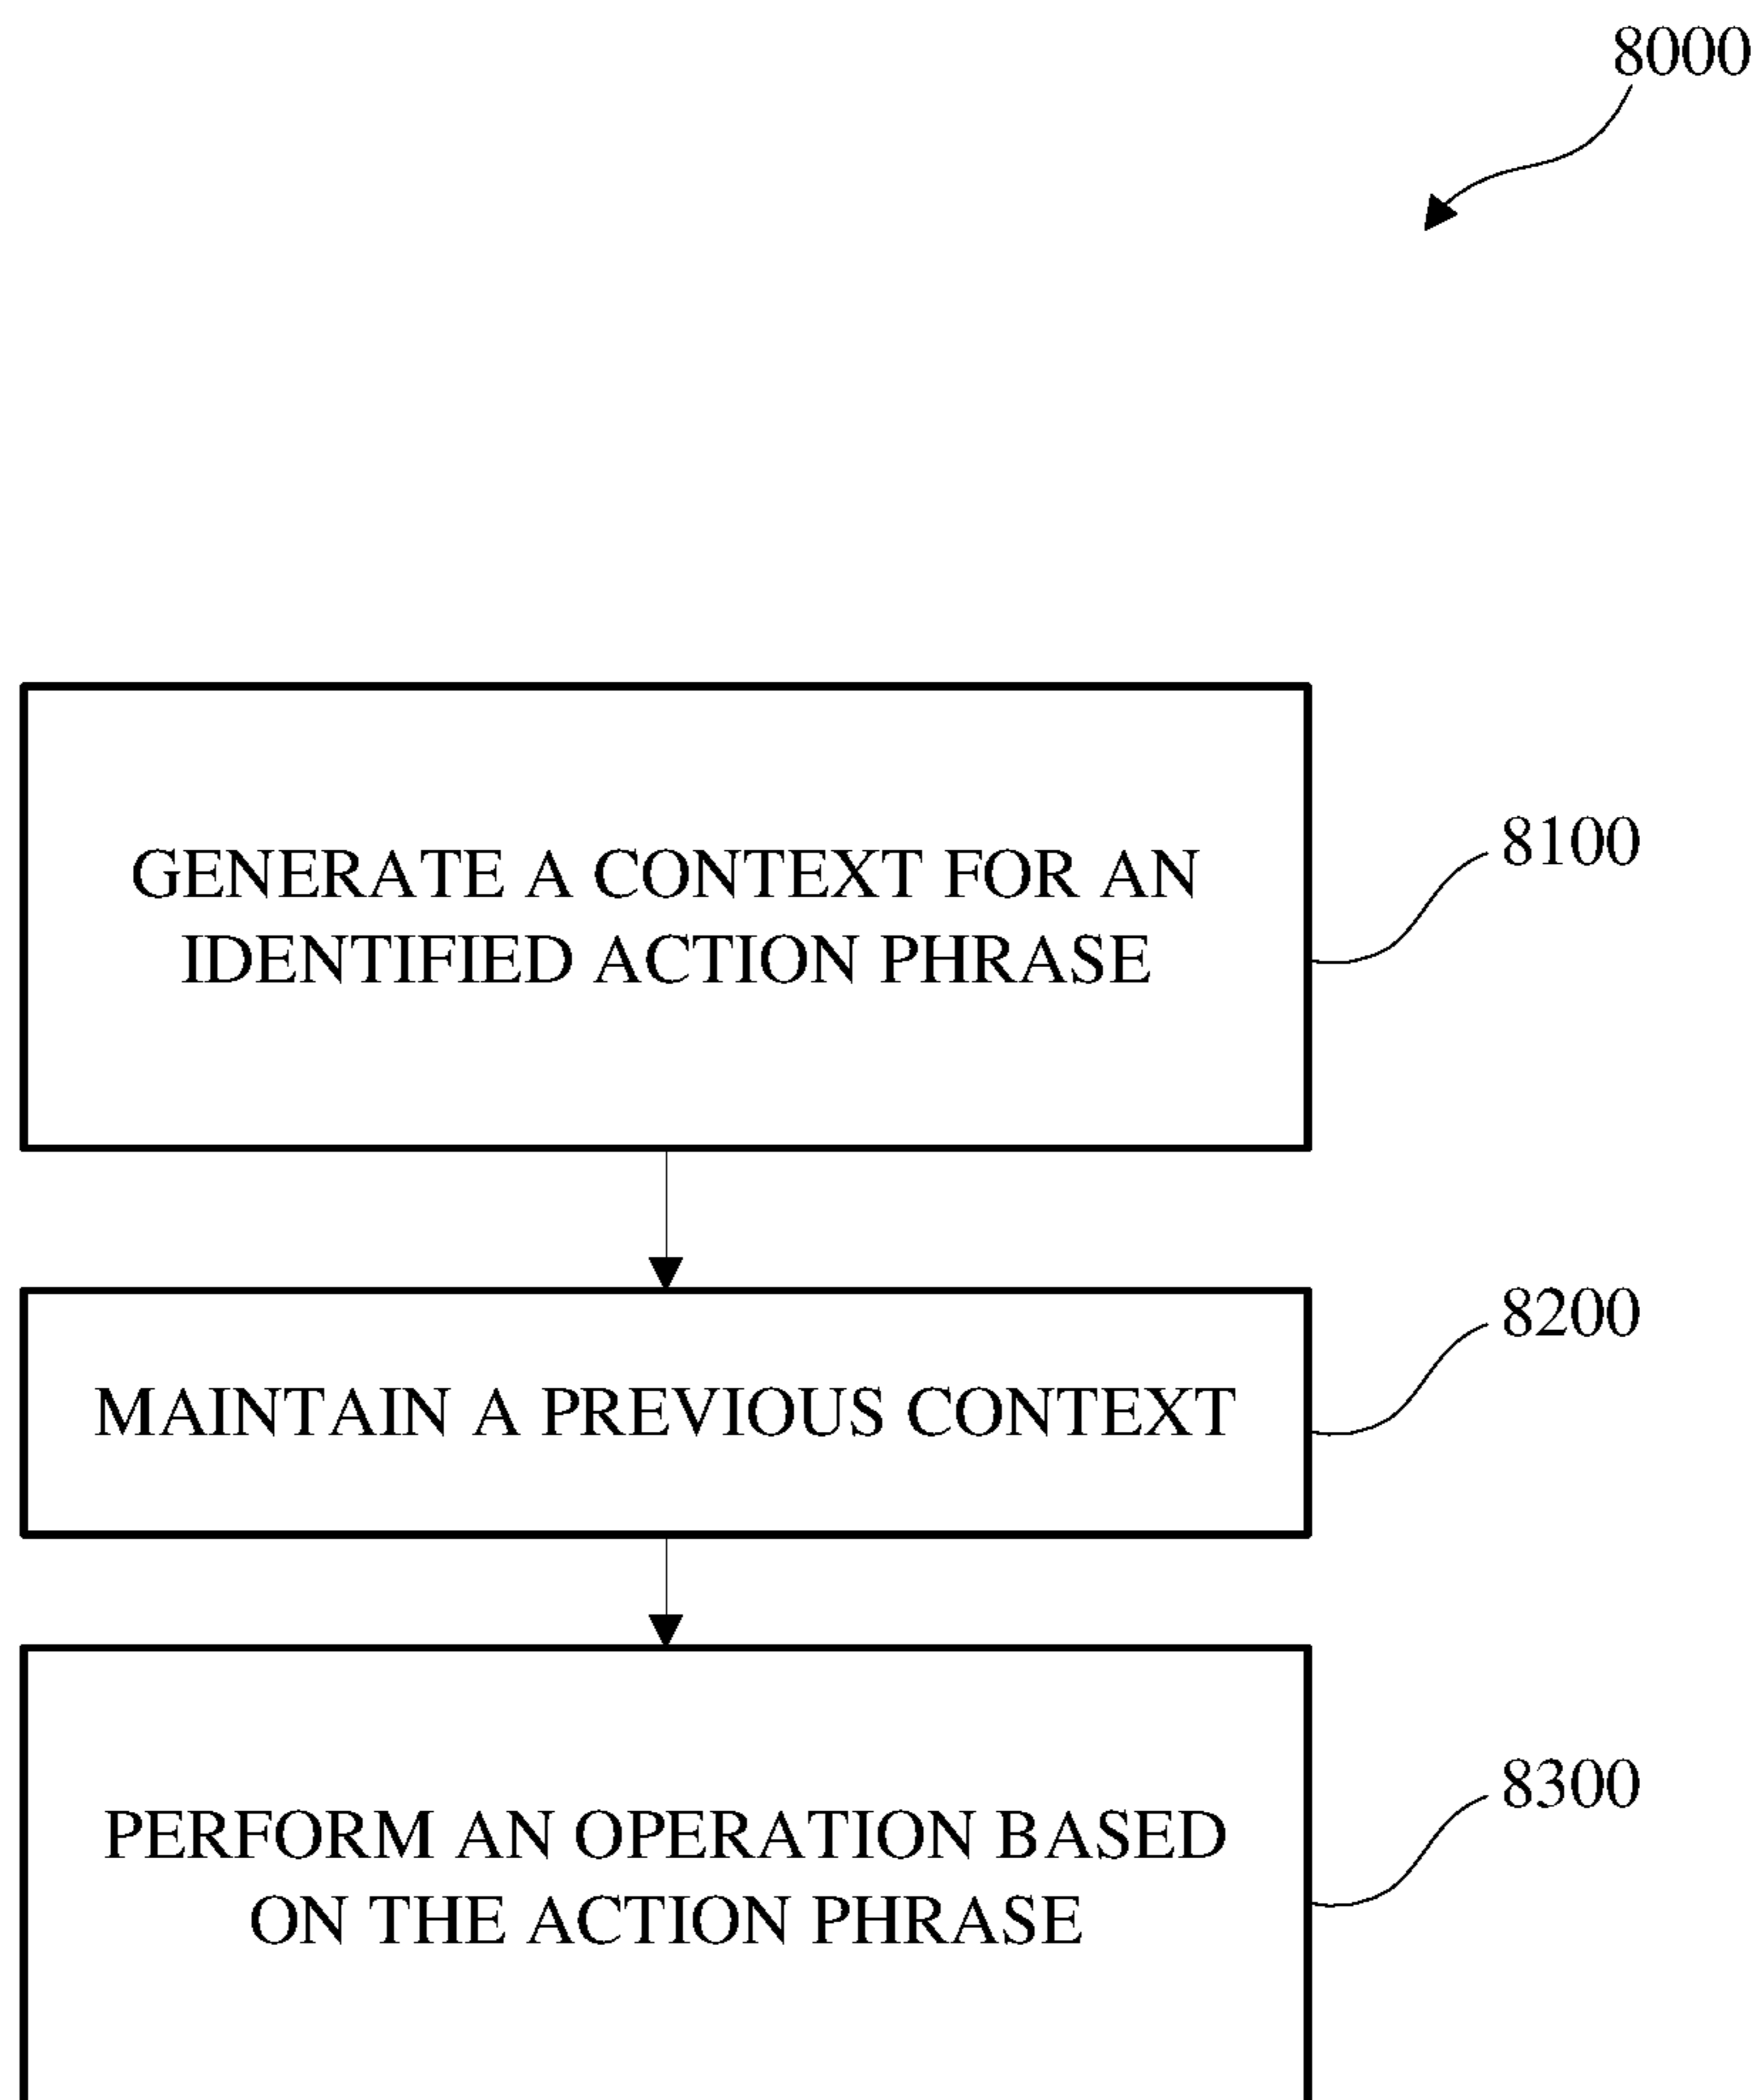 8000
GENERATE A CONTEXT FOR AN
IDENTIFIED ACTION PHRASE
8100
MAINTAIN A PREVIOUS CONTEXT
8200
PERFORM AN OPERATION BASED
ON THE ACTION PHRASE
8300